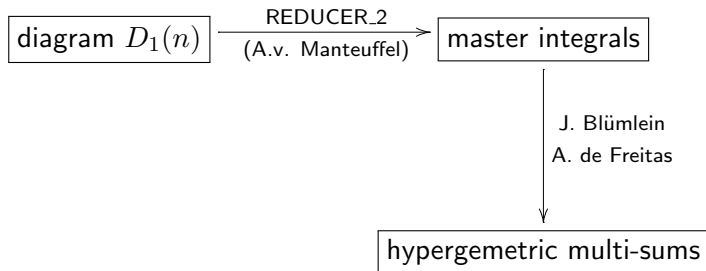 REDUCER_2
diagram D₁(n)
master integrals
(A.v. Manteuffel)
J. Blümlein
A. de Freitas
hypergemetric multi-sums